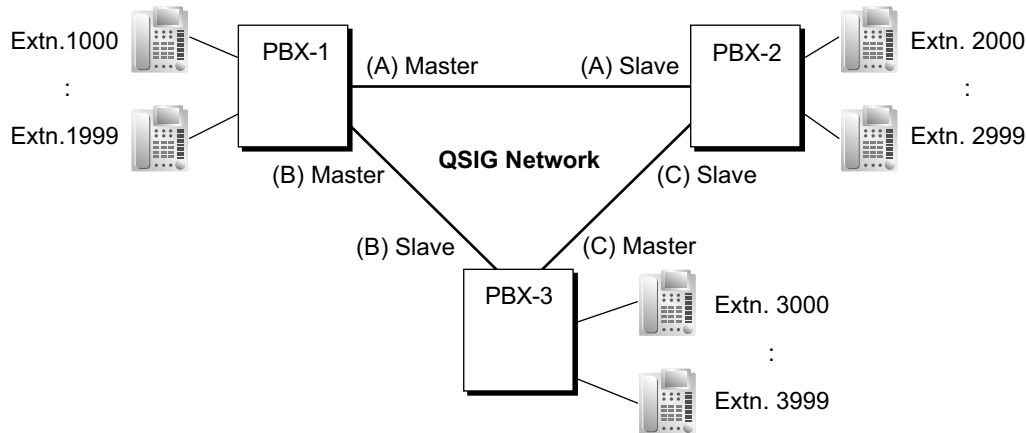 Extn.1000
:
Extn.1999
PBX-1
(A) Master
(A) Slave
PBX-2
Extn. 2000
:
Extn. 2999
QSIG Network
(B) Master
(C) Slave
(B) Slave
(C) Master
PBX-3
Extn. 3000
:
Extn. 3999